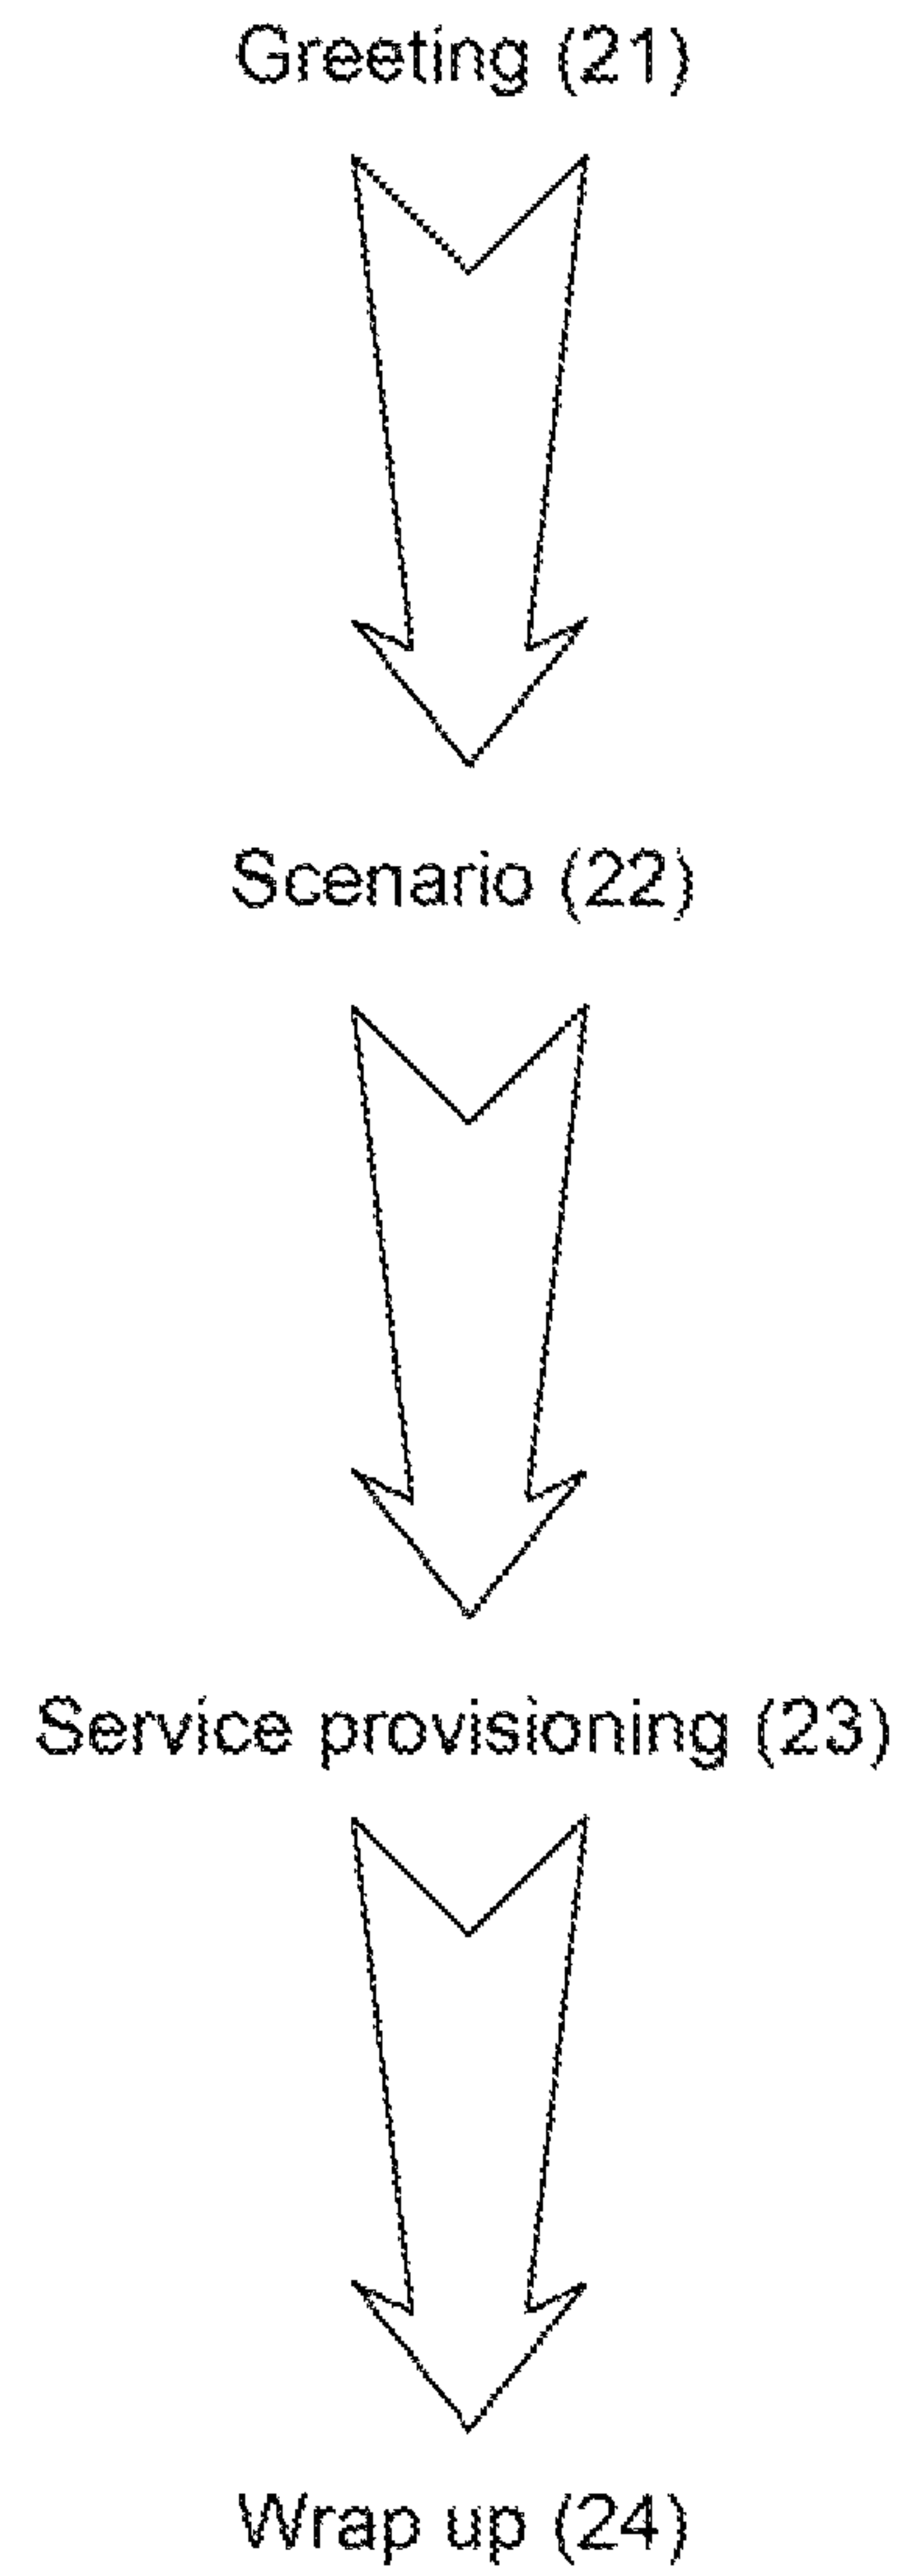 Greeting (21)
Scenario (22)
Service provisioning (23)
Wrap up (24)